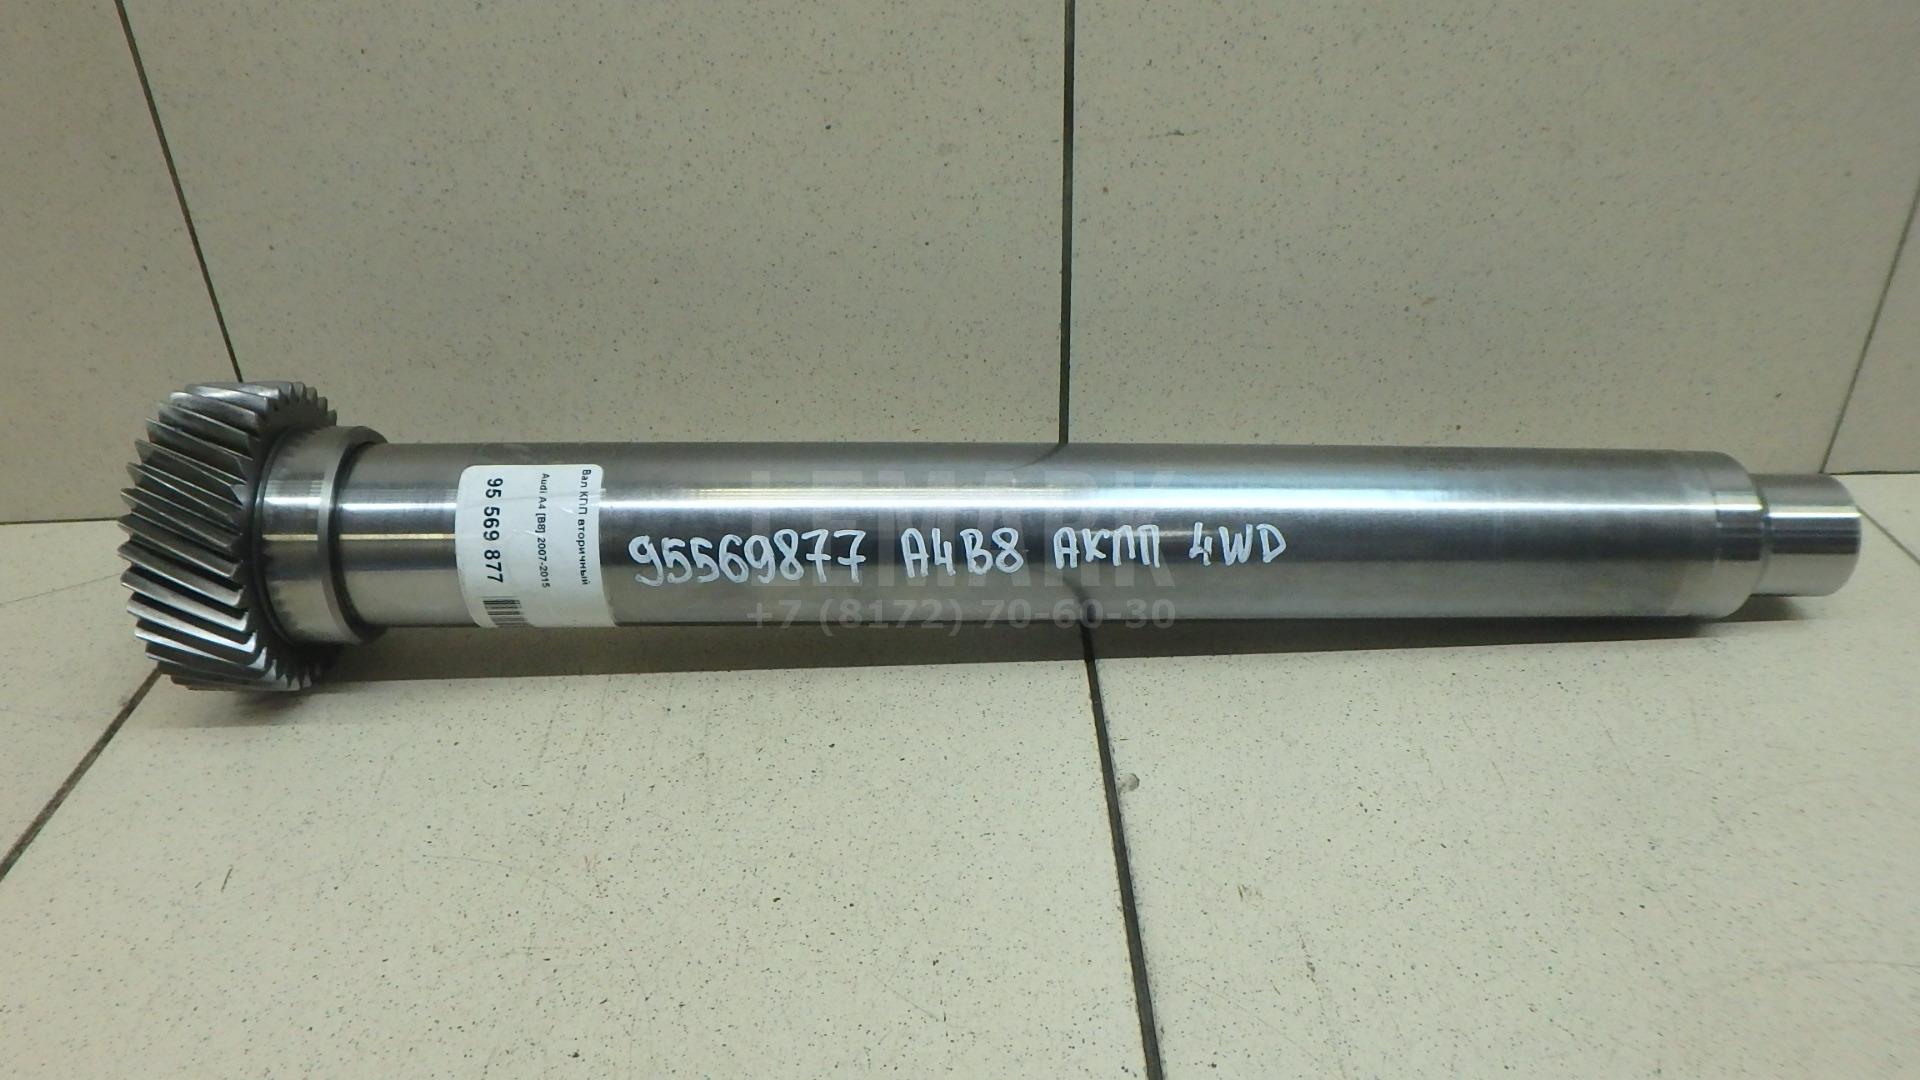 Вал КПП вторичный
Audi A4 [B8] 2007-2015
95 569 877
95569877 A4B8 АКПП 4WD
LEMARK
+7 (8172) 70-60-30